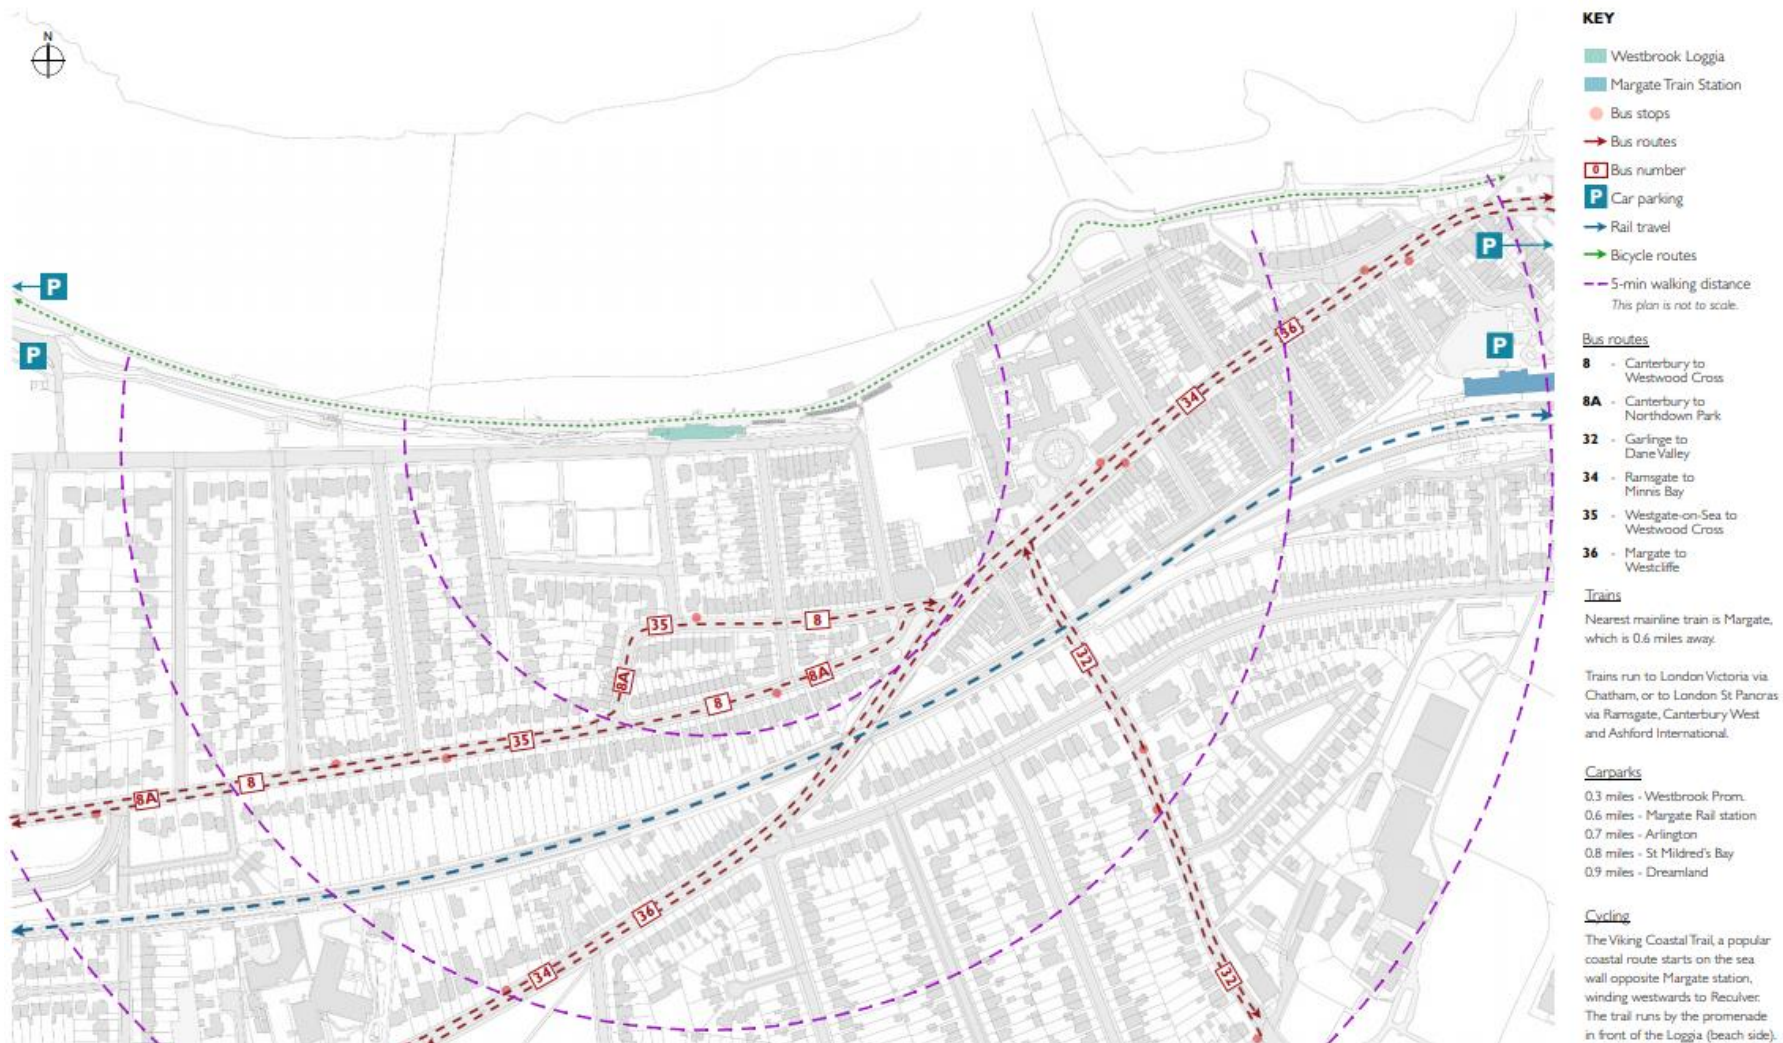 N
P
P
P
P
36
34
35
8
8A
8A
8
32
35
8
8A
36
34
32
KEY
Westbrook Loggia
Margate Train Station
Bus stops
Bus routes
0 Bus number
P Car parking
Rail travel
Bicycle routes
5-min walking distance
This plan is not to scale.
Bus routes
8 - Canterbury to
Westwood Cross
8A - Canterbury to
Northdown Park
32 - Garlinge to
Dane Valley
34 - Ramsgate to
Minnis Bay
35 - Westgate-on-Sea to
Westwood Cross
36 - Margate to
Westcliffe
Trains
Nearest mainline train is Margate,
which is 0.6 miles away.
Trains run to London Victoria via
Chatham, or to London St Pancras
via Ramsgate, Canterbury West
and Ashford International.
Carparks
0.3 miles - Westbrook Prom.
0.6 miles - Margate Rail station
0.7 miles - Arlington
0.8 miles - St Mildred's Bay
0.9 miles - Dreamland
Cycling
The Viking Coastal Trail, a popular
coastal route starts on the sea
wall opposite Margate station,
winding westwards to Reculver.
The trail runs by the promenade
in front of the Loggia (beach side).